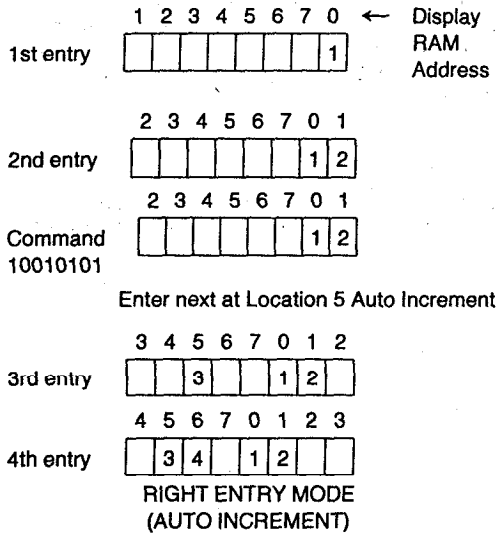 1 2 3 4 5 6 7 0 ← Display
RAM
Address
1st entry 1
2 3 4 5 6 7 0 1
2nd entry 1 2
2 3 4 5 6 7 0 1
Command 1 2
10010101
Enter next at Location 5 Auto Increment
3 4 5 6 7 0 1 2
3rd entry 3 1 2
4 5 6 7 0 1 2 3
4th entry 3 4 1 2
RIGHT ENTRY MODE
(AUTO INCREMENT)